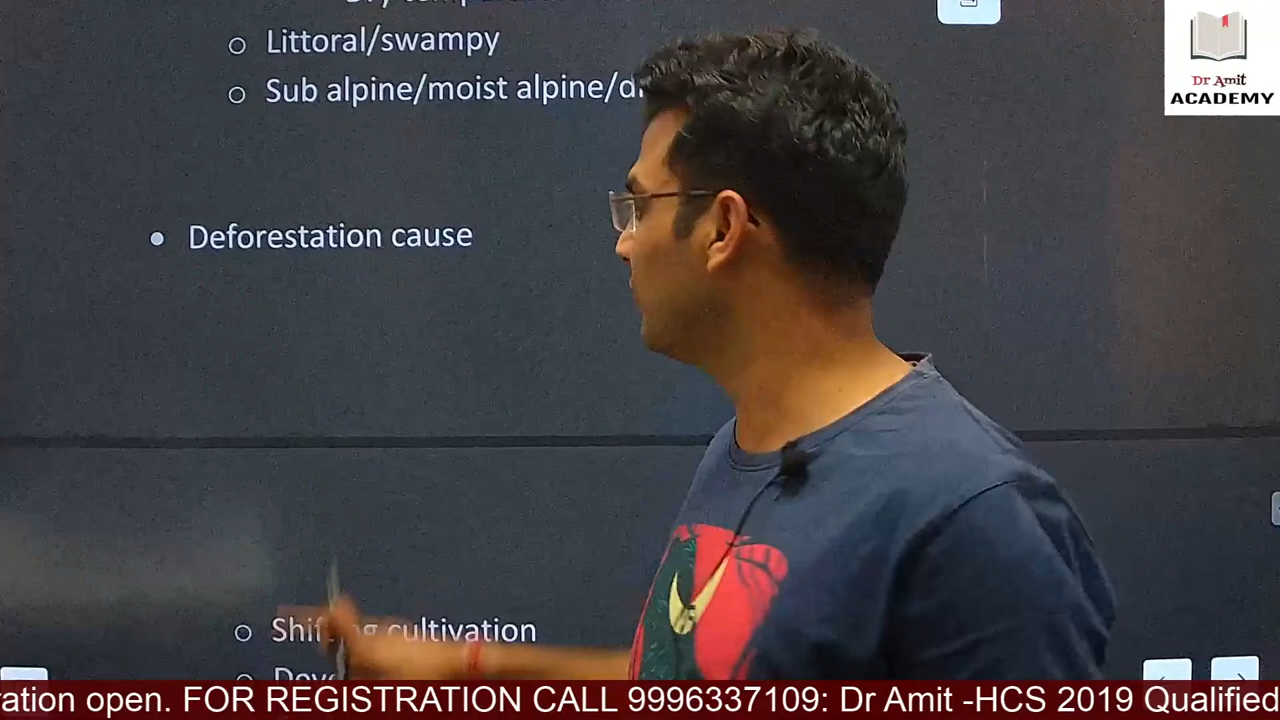 Littoral/swampy
Sub alpine/moist alpine/
Deforestation cause
Shifting cultivation
Dr Amit
ACADEMY
ration open. FOR REGISTRATION CALL 9996337109: Dr Amit -HCS 2019 Qualified